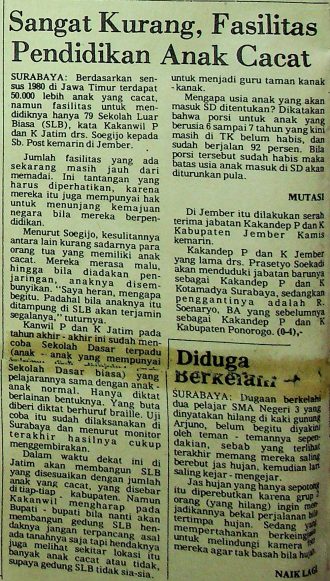 Sangat Kurang, Fasilitas
Pendidikan Anak Cacat
SURABAYA: Berdasarkan sen-
sus 1980 di Jawa Timur terdapat
50.000 lebih anak yang cacat,
namun fasilitas untuk men-
didiknya hanya 79 Sekolah Luar
Biasa (SLB), kata Kakanwil P
dan K Jatim drs. Soegijo kepada
Sb. Post kemarin di Jember.
Jumlah fasilitas yang ada
sekarang masih jauh dari
memadai. Ini tantangan yang
harus diperhatikan, karena
mereka itu juga mempunyai hak
untuk menunjang kemajuan
negara bila mereka berpen-
didikan.
Menurut Soegijo, kesulitannya
antara lain kurang sadarnya para
orang tua yang memiliki anak
cacat. Mereka merasa malu,
hingga bila diadakan pen-
jaringan, anaknya disem-
bunyikan. "Saya heran, mengapa
begitu. Padahal bila anaknya itu
ditampung di SLB akan terjamin
segalanya," tuturnya.
Kanwil P dan K Jatim pada
tahun akhir - akhir ini sudah men-
coba Sekolah Dasar terpadu
(anak - anak yang mempunyai
Sekolah Dasar biasa) yang
pelajarannya sama dengan anak -
anak normal. Hanya diktat
berlainan bentuknya. Yang buta
diberi diktat berhuruf braille. Uji
coba itu sudah dilaksanakan di
Surabaya dan menurut monitor
terakhir hasilnya cukup
menggembirakan.
Dalam waktu dekat ini di
Jatim akan membangun SLB
yang disesuaikan dengan jumlah
anak yang cacat, yang disebar
di tiap-tiap kabupaten. Namun
Kakanwil mengharap pada
Bupati - bupati bila nanti akan
membangun gedung SLB hen-
daknya jangan terpancang asal
ada tanahnya saja tapi hendaknya
juga melihat sekitar lokasi itu
banyak anak cacat atau tidak,
supaya gedung SLB tidak sia-sia.
untuk menjadi guru taman kanak
-kanak.
Mengapa usia anak yang akan
masuk SD ditentukan? Dikatakan
bahwa porsi untuk anak yang
berusia 6 sampai 7 tahun yang kini
masih di TK belum habis, dan
sudah berjalan 92 persen. Bila
porsi tersebut sudah habis maka
batas usia anak masuk di SD akan
diturunkan pula.
MUTASI
Di Jember itu dilakukan serah
terima jabatan Kakandep P dan K
Kabupaten Jember Kamis
kemarin.
Kakandep P dan K Jember
yang lama drs. Prasetyo Soekadi
akan menduduki jabatan barunya
sebagai Kakandep P dan K
Kotamadya Surabaya, sedangkan
penggantinya adalah R.
Soenaryo, BA yang sebelumnya
sebagai Kakandep P dan K
Kabupaten Ponorogo. (0-4),-
Diduga
Berkelahi
SURABAYA: Dugaan berkelahi
dua pelajar SMA Negeri 3 yang
dinyatakan hilang di kaki gunung
Arjuno, belum begitu diyakini
oleh teman - temannya sepen-
dakian, sebab yang terlihat
terakhir memang mereka saling
berebut jas hujan, kemudian lari
saling kejar - mengejar.
Jas hujan yang hanya sepotong
itu diperebutkan karena grup
orang (yang hilang) ingin
jadikannya bekal perjalanan bila
tertimpa hujan. Sedang yang
mempertahankan berkeinginan
untuk melindungi kamera
mereka agar tak basah bila hujan.
NAIK LAGI